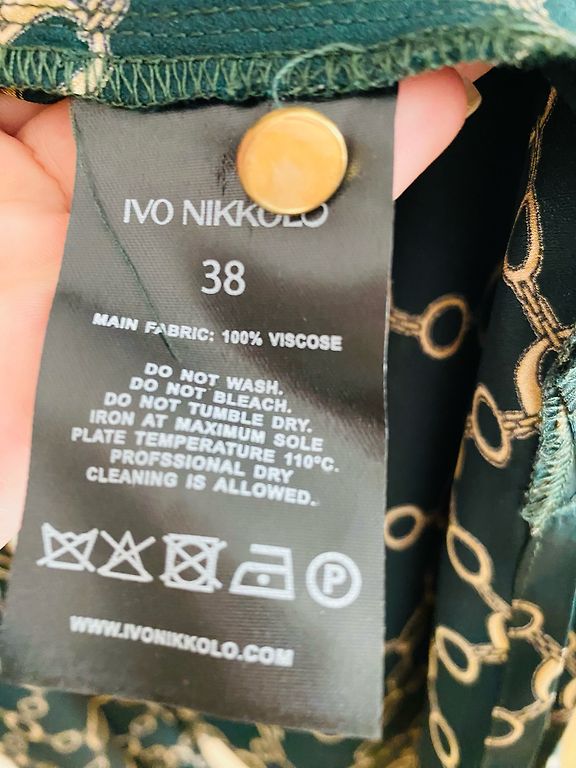 IVO NIKKOLO
38
MAIN FABRIC: 100% VISCOSE
DO NOT WASH.
DO NOT BLEACH.
DO NOT TUMBLE DRY.
IRON AT MAXIMUM SOLE
PLATE TEMPERATURE 110°C.
PROFSSIONAL DRY
CLEANING IS ALLOWED.
P
WWW.IVONIKKOLO.COM